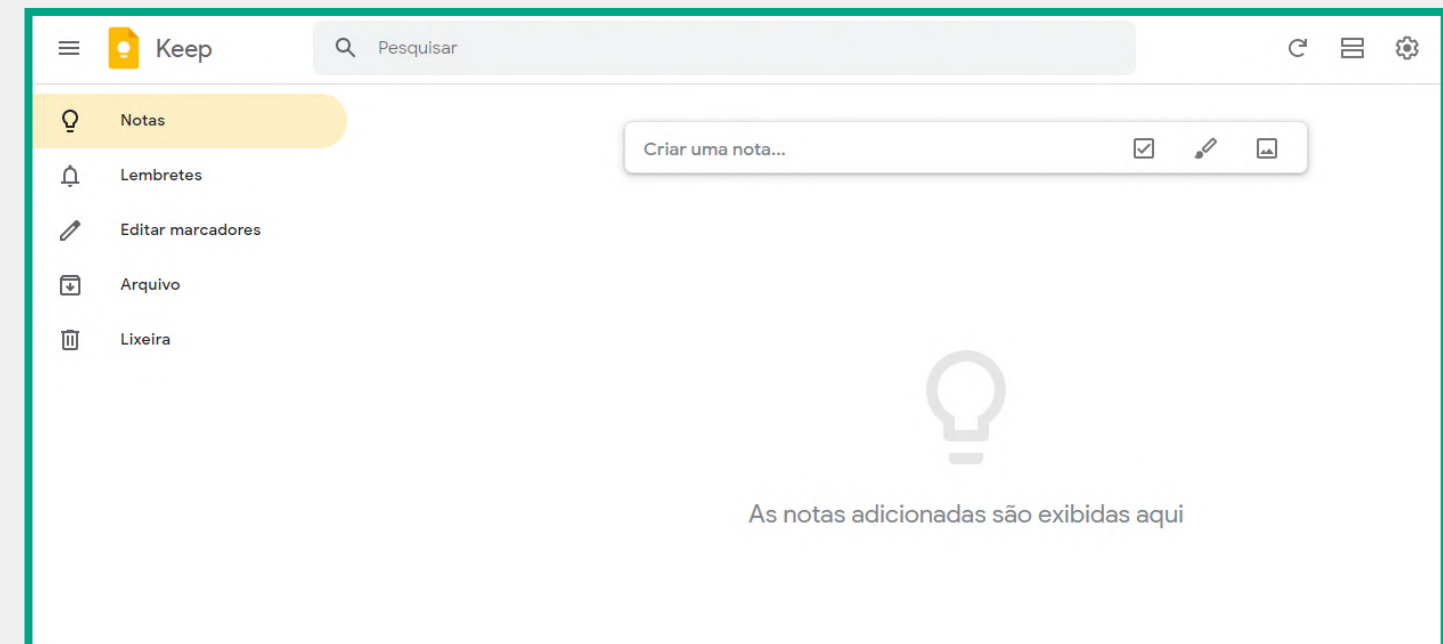 Keep
Pesquisar
Notas
Criar uma nota...
Lembretes
Editar marcadores
Arquivo
Lixeira
As notas adicionadas são exibidas aqui